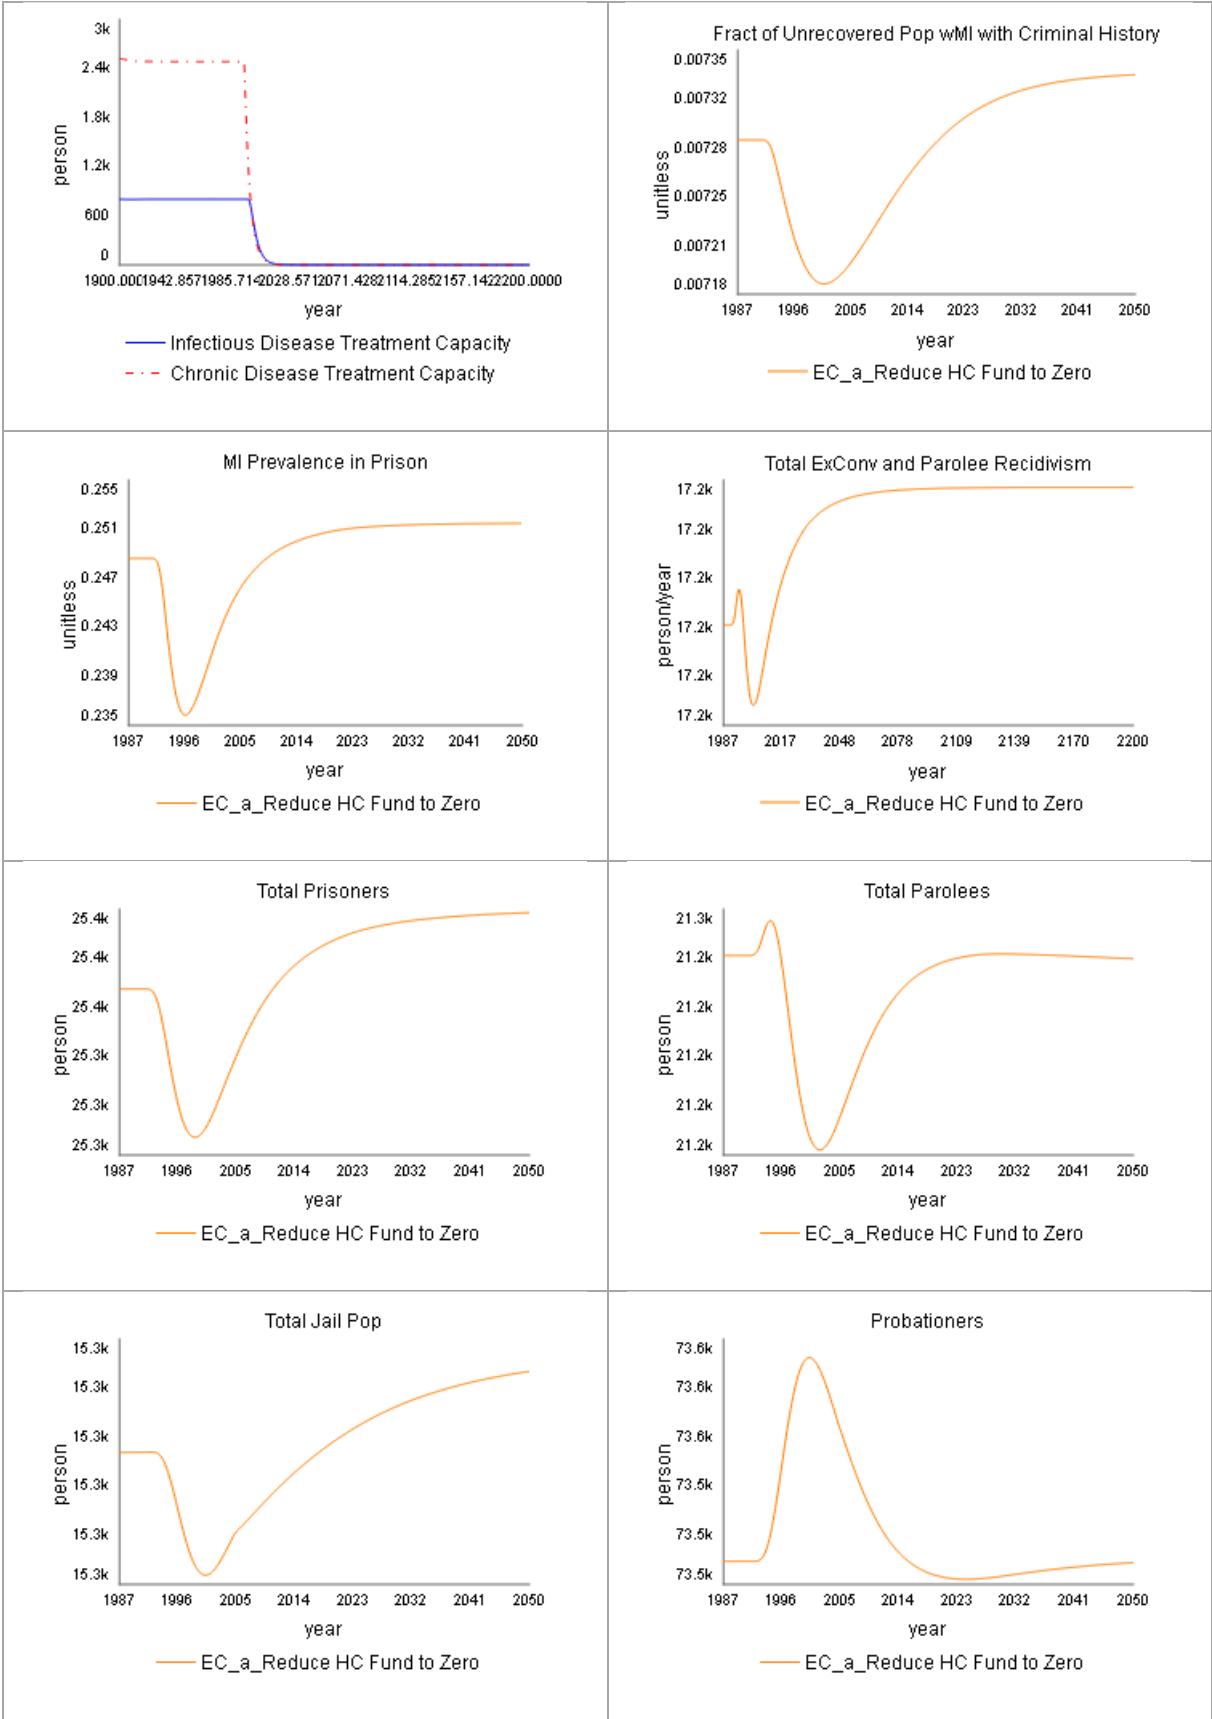 3k
2.4k
1.8k
1.2k
600
0
person
1900.0001942.8571985.7142028.5712071.4282114.2852157.1422200.0000
year
Infectious Disease Treatment Capacity
Chronic Disease Treatment Capacity
Fract of Unrecovered Pop wMI with Criminal History
0.00735
0.00732
0.00728
0.00725
0.00721
0.00718
unitless
1987 1996 2005 2014 2023 2032 2041 2050
year
EC_a_Reduce HC Fund to Zero
MI Prevalence in Prison
0.255
0.251
0.247
0.243
0.239
0.235
unitless
1987 1996 2005 2014 2023 2032 2041 2050
year
EC_a_Reduce HC Fund to Zero
Total ExConv and Parolee Recidivism
17.2k
17.2k
17.2k
17.2k
17.2k
17.2k
person/year
1987 2017 2048 2078 2109 2139 2170 2200
year
EC_a_Reduce HC Fund to Zero
Total Prisoners
25.4k
25.4k
25.4k
25.3k
25.3k
25.3k
person
1987 1996 2005 2014 2023 2032 2041 2050
year
EC_a_Reduce HC Fund to Zero
Total Parolees
21.3k
21.2k
21.2k
21.2k
21.2k
21.2k
person
1987 1996 2005 2014 2023 2032 2041 2050
year
EC_a_Reduce HC Fund to Zero
Total Jail Pop
15.3k
15.3k
15.3k
15.3k
15.3k
15.3k
person
1987 1996 2005 2014 2023 2032 2041 2050
year
EC_a_Reduce HC Fund to Zero
Probationers
73.6k
73.6k
73.6k
73.5k
73.5k
73.5k
person
1987 1996 2005 2014 2023 2032 2041 2050
year
EC_a_Reduce HC Fund to Zero